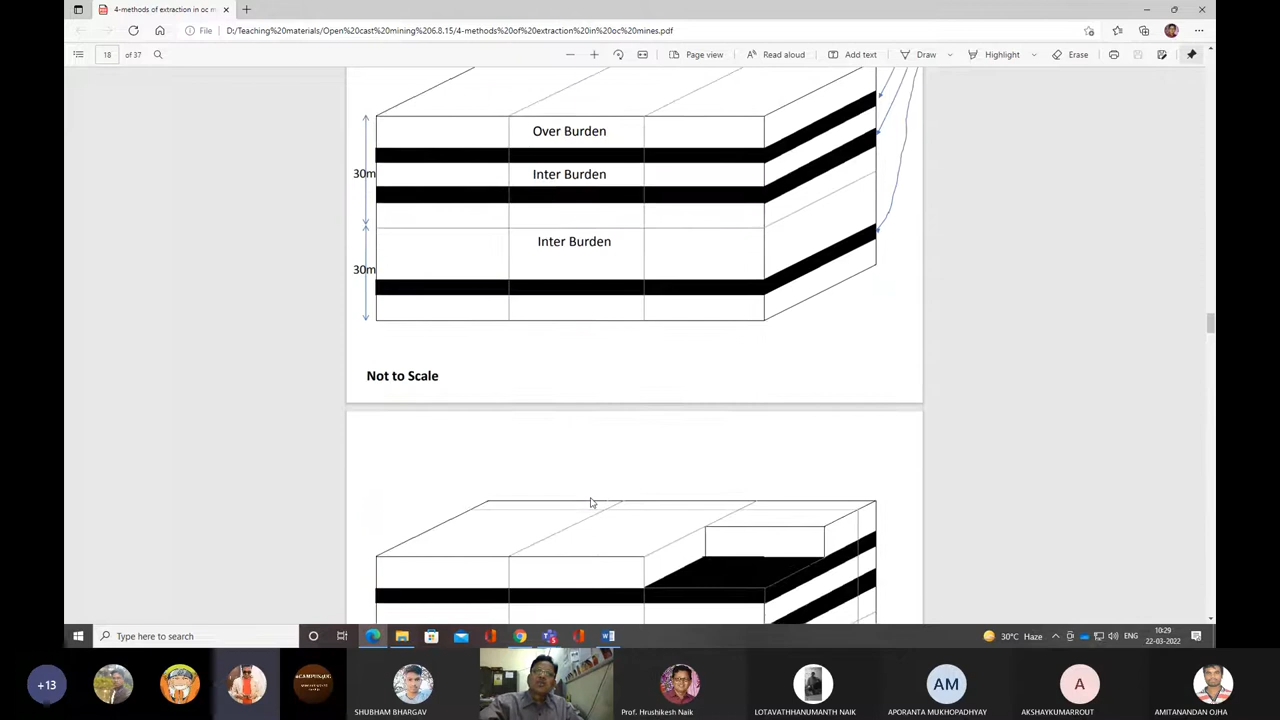 4-methods of extraction in oc m
File
D:/Teaching%20materials/Open%20cast%20mining%206.8.15/4-methods%20of%20extraction%20in%20oc%20mines.pdf
18
of 37
Page view
Read aloud
Add text
Draw
Highlight
Erase
Over Burden
30m
Inter Burden
Inter Burden
30m
Not to Scale
Type here to search
30°C Haze
ENG
10:29
22-03-2022
+13
SHUBHAM BHARGAV
Prof. Hrushikesh Naik
LOTAVATHHANUMANTH NAIK
AM
APORANTA MUKHOPADHYAY
A
AKSHAYKUMARROUT
AMITANANDAN OJHA